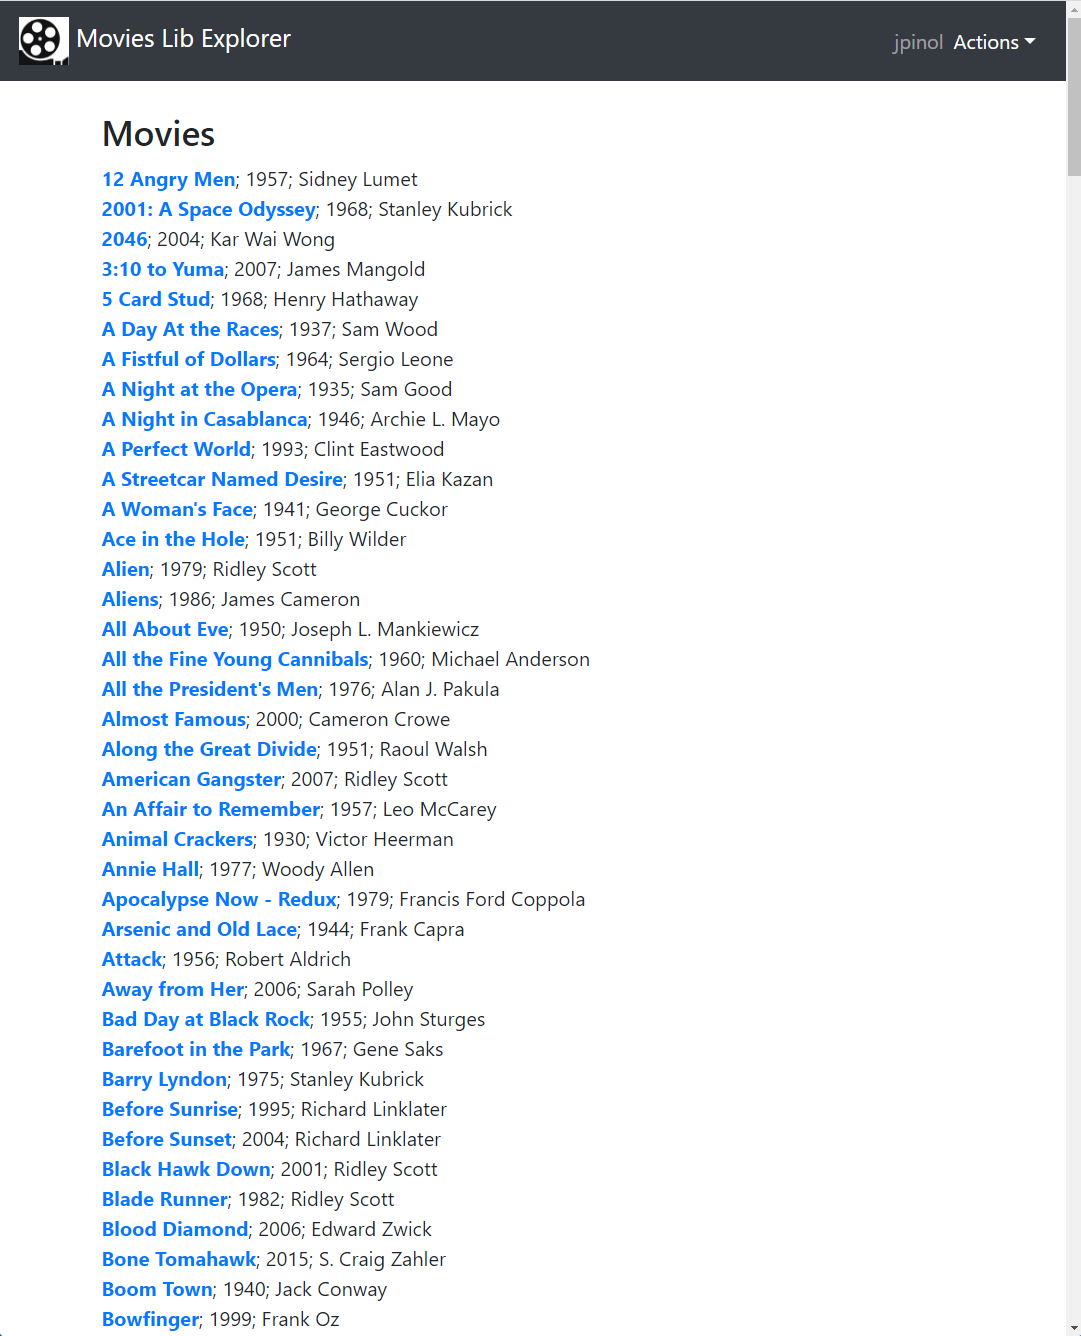 Movies Lib Explorer
jpinol Actions
Movies
12 Angry Men; 1957; Sidney Lumet
2001: A Space Odyssey; 1968; Stanley Kubrick
2046; 2004; Kar Wai Wong
3:10 to Yuma; 2007; James Mangold
5 Card Stud; 1968; Henry Hathaway
A Day At the Races; 1937; Sam Wood
A Fistful of Dollars; 1964; Sergio Leone
A Night at the Opera; 1935; Sam Good
A Night in Casablanca; 1946; Archie L. Mayo
A Perfect World; 1993; Clint Eastwood
A Streetcar Named Desire; 1951; Elia Kazan
A Woman's Face; 1941; George Cuckor
Ace in the Hole; 1951; Billy Wilder
Alien; 1979; Ridley Scott
Aliens; 1986; James Cameron
All About Eve; 1950; Joseph L. Mankiewicz
All the Fine Young Cannibals; 1960; Michael Anderson
All the President's Men; 1976; Alan J. Pakula
Almost Famous; 2000; Cameron Crowe
Along the Great Divide; 1951; Raoul Walsh
American Gangster; 2007; Ridley Scott
An Affair to Remember; 1957; Leo McCarey
Animal Crackers; 1930; Victor Heerman
Annie Hall; 1977; Woody Allen
Apocalypse Now - Redux; 1979; Francis Ford Coppola
Arsenic and Old Lace; 1944; Frank Capra
Attack; 1956; Robert Aldrich
Away from Her; 2006; Sarah Polley
Bad Day at Black Rock; 1955; John Sturges
Barefoot in the Park; 1967; Gene Saks
Barry Lyndon; 1975; Stanley Kubrick
Before Sunrise; 1995; Richard Linklater
Before Sunset; 2004; Richard Linklater
Black Hawk Down; 2001; Ridley Scott
Blade Runner; 1982; Ridley Scott
Blood Diamond; 2006; Edward Zwick
Bone Tomahawk; 2015; S. Craig Zahler
Boom Town; 1940; Jack Conway
Bowfinger; 1999; Frank Oz